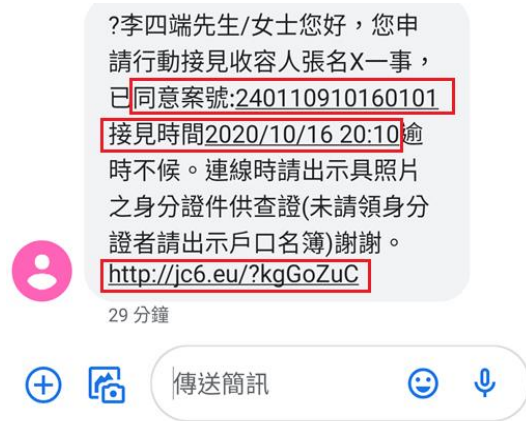 ?李四端先生/女士您好，您申
請行動接見收容人張名X一事，
已同意案號:240110910160101
接見時間2020/10/16 20:10逾
時不候。連線時請出示具照片
之身分證件供查證(未請領身分
證者請出示戶口名簿)謝謝。
http://jc6.eu/?kgGoZuC
29 分鐘
傳送簡訊